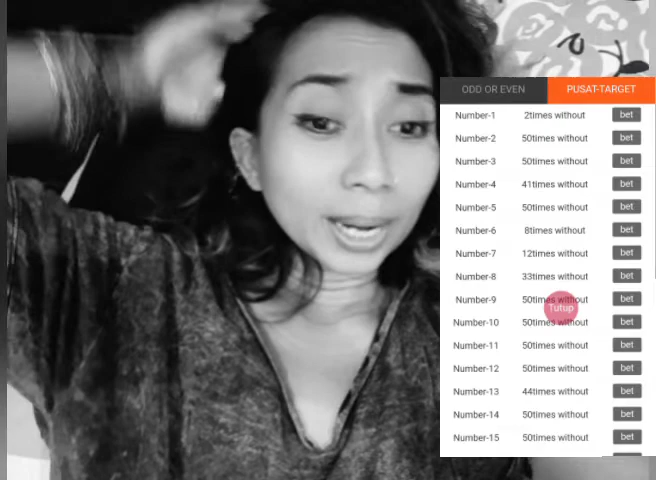 ODD OR EVEN PUSAT-TARGET
Number-1 2times without bet
Number-2 50times without bet
Number-3 50times without bet
Number-4 41times without bet
Number-5 50times without bet
Number-6 8times without bet
Number-7 12times without bet
Number-8 33times without bet
Number-9 50times without bet
Tutup
Number-10 50times without bet
Number-11 50times without bet
Number-12 50times without bet
Number-13 44times without bet
Number-14 50times without bet
Number-15 50times without bet